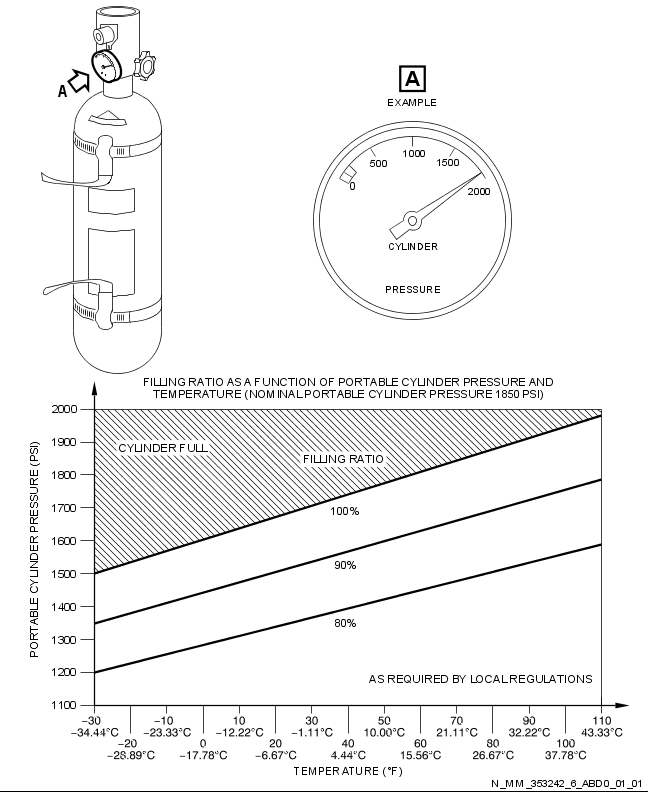 A
A
EXAMPLE
0
500
1000
1500
2000
CYLINDER
PRESSURE
FILLING RATIO AS A FUNCTION OF PORTABLE CYLINDER PRESSURE AND
TEMPERATURE (NOMINAL PORTABLE CYLINDER PRESSURE 1850 PSI)
PORTABLE CYLINDER PRESSURE (PSI)
2000
1900
1800
1700
1600
1500
1400
1300
1200
1100
CYLINDER FULL
FILLING RATIO
100%
90%
80%
AS REQUIRED BY LOCAL REGULATIONS
−30 −10 10 30 50 70 90 110
−34.44°C −23.33°C −12.22°C −1.11°C 10.00°C 21.11°C 32.22°C 43.33°C
−20 0 20 40 60 80 100
−28.89°C −17.78°C −6.67°C 4.44°C 15.56°C 26.67°C 37.78°C
TEMPERATURE (°F)
N_MM_353242_6_ABD0_01_01